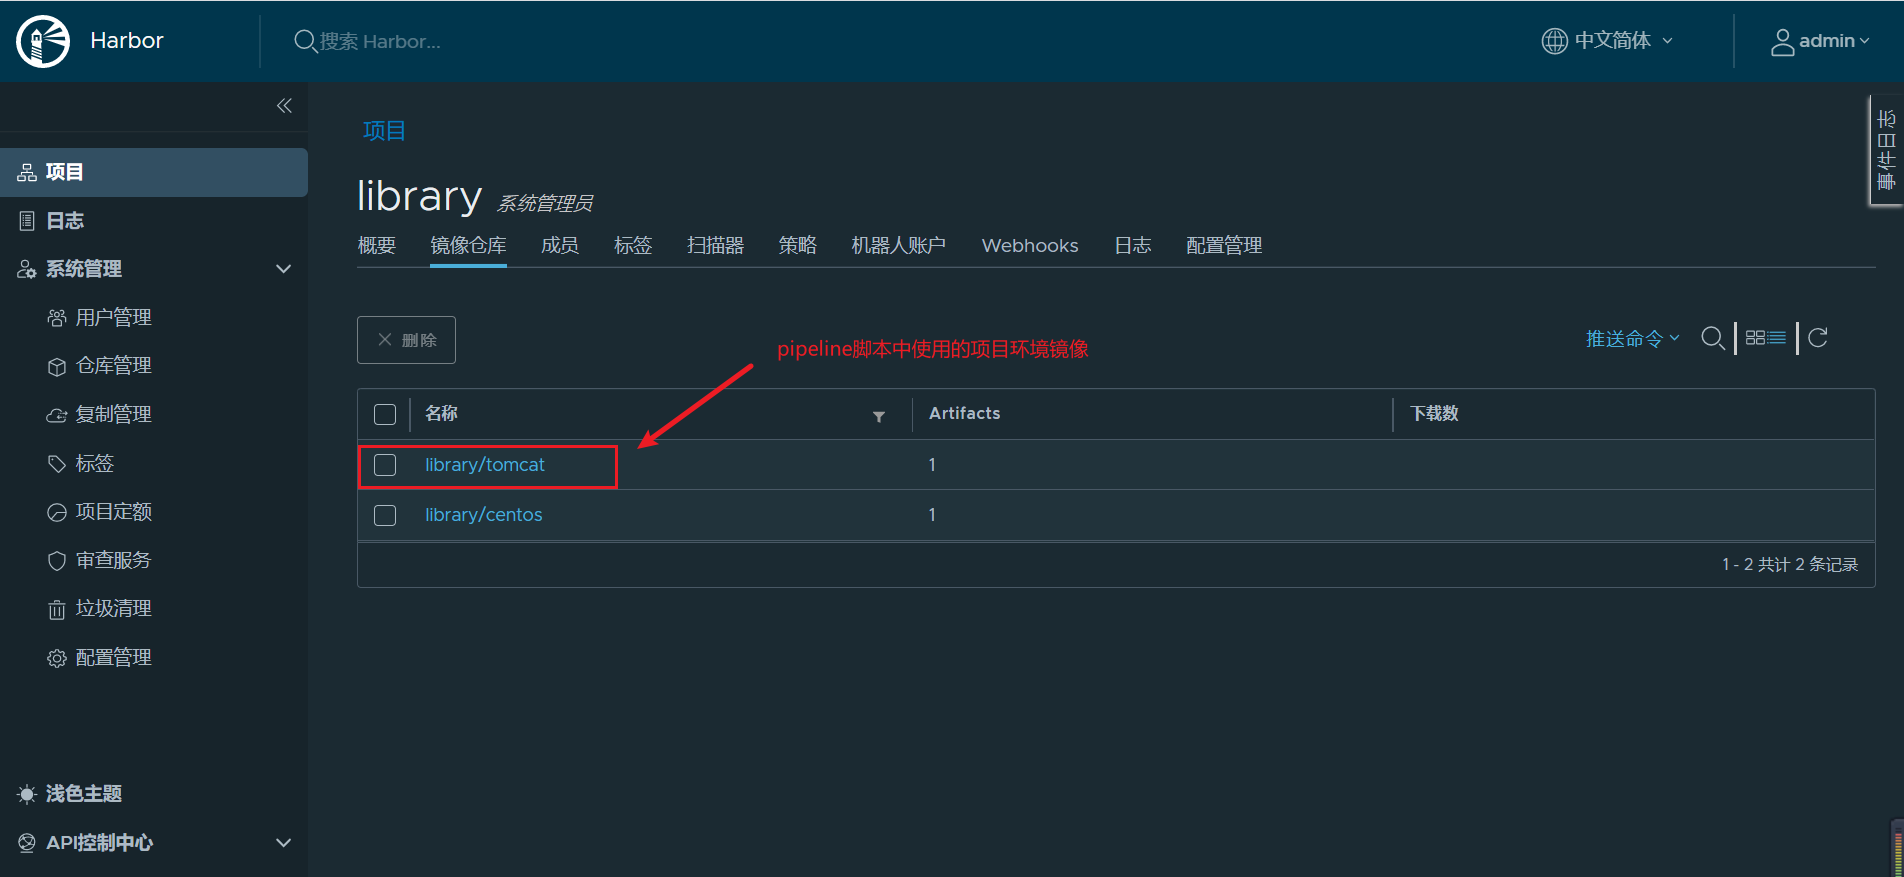 Harbor
搜索 Harbor...
中文简体
admin
项目
日志
系统管理
用户管理
仓库管理
复制管理
标签
项目定额
审查服务
垃圾清理
配置管理
浅色主题
API控制中心
事件日志
项目
library 系统管理员
概要 镜像仓库 成员 标签 扫描器 策略 机器人账户 Webhooks 日志 配置管理
删除
pipeline脚本中使用的项目环境镜像
推送命令
名称 Artifacts 下载数
library/tomcat 1
library/centos 1
1 - 2 共计 2 条记录